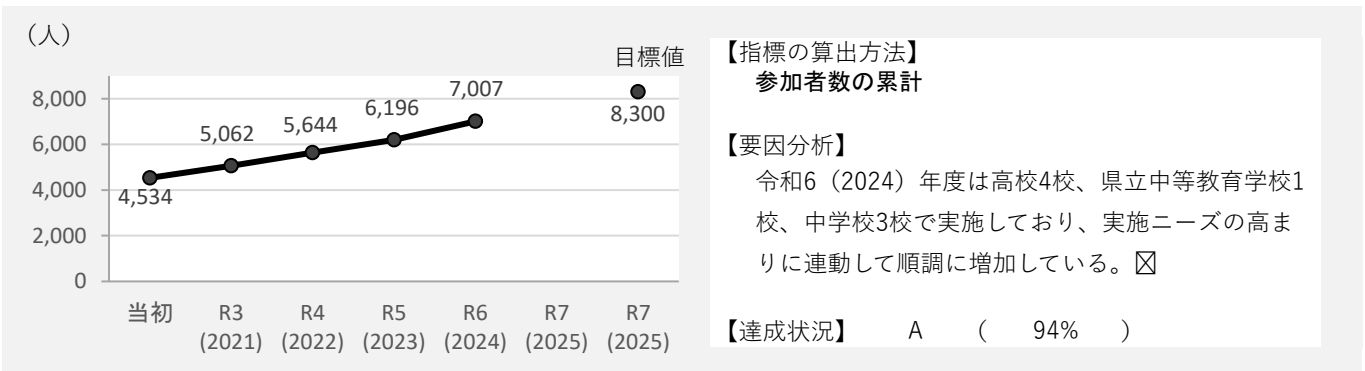 （人）
目標値
8,000
6,000
4,000
2,000
0
4,534
5,062
5,644
6,196
7,007
8,300
当初 R3 R4 R5 R6 R7 R7
(2021) (2022) (2023) (2024) (2025) (2025)
【指標の算出方法】
参加者数の累計
【要因分析】
令和6（2024）年度は高校4校、県立中等教育学校1
校、中学校3校で実施しており、実施ニーズの高ま
りに連動して順調に増加している。
【達成状況】 A （ 94% ）